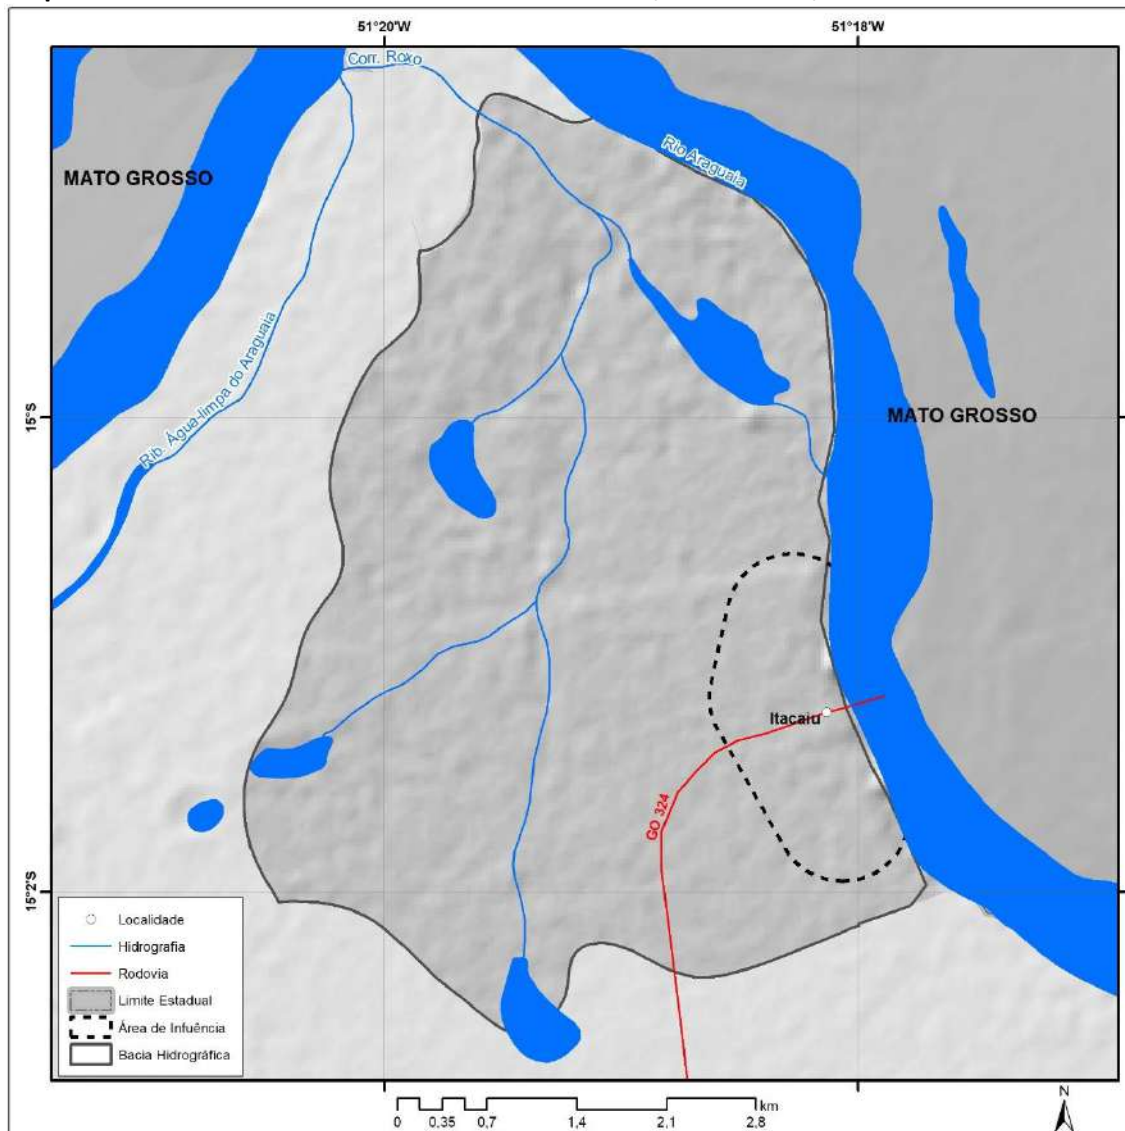 51°20'W
51°18'W
Corr. Roxo
MATO GROSSO
Rio Araguaia
Rib. Água-limpa do Araguaia
15°S
MATO GROSSO
Itacaiu
GO 324
15°2'S
Localidade
Hidrografia
Rodovia
Limite Estadual
Área de Infuência
Bacia Hidrográfica
N
km
0 0,35 0,7 1,4 2,1 2,8